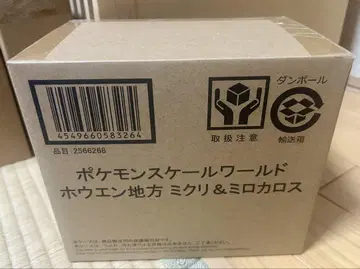 4549660583264
品目 2566268
取扱注意
ダンボール
輸送箱
ポケモンスケールワールド
ホウエン地方 ミクリ&ミロカロス